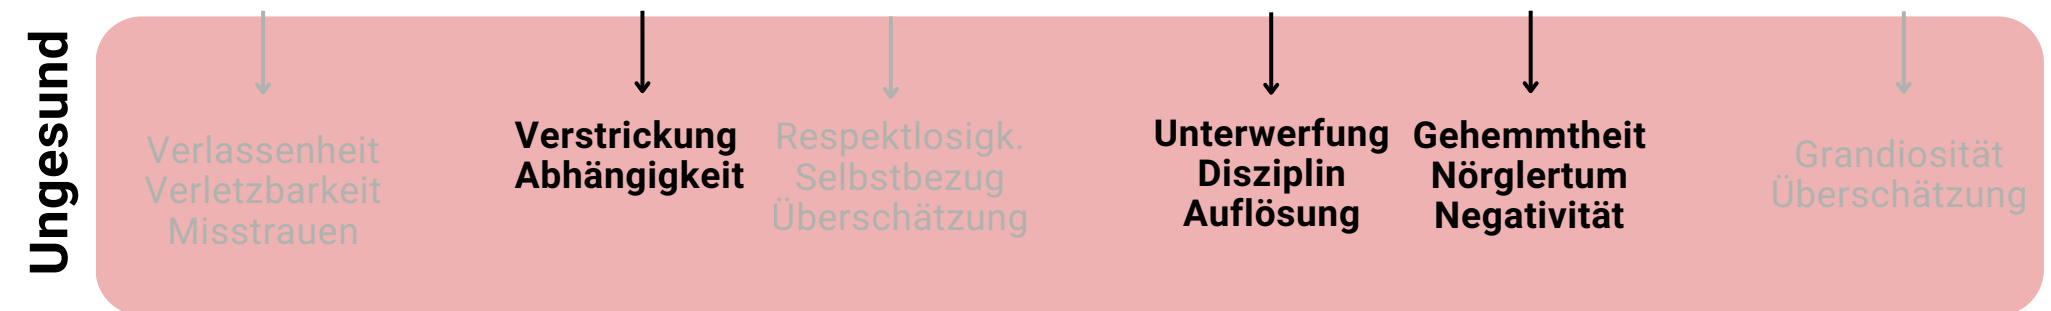 Ungesund
Verlassenheit
Verletzbarkeit
Misstrauen
Verstrickung
Abhängigkeit
Respektlosigk.
Selbstbezug
Überschätzung
Unterwerfung
Disziplin
Auflösung
Gehemmtheit
Nörglertum
Negativität
Grandiosität
Überschätzung